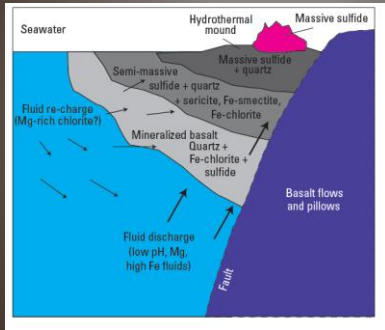 Seawater
Hydrothermal
mound
Massive sulfide
Massive sulfide
+ quartz
Semi-massive
sulfide + quartz
+ sericite, Fe-smectite,
Fe-chlorite
Fluid re-charge
(Mg-rich chlorite?)
Mineralized basalt
Quartz +
Fe-chlorite +
sulfide
Basalt flows
and pillows
Fluid discharge
(low pH, Mg,
high Fe fluids)
Fault